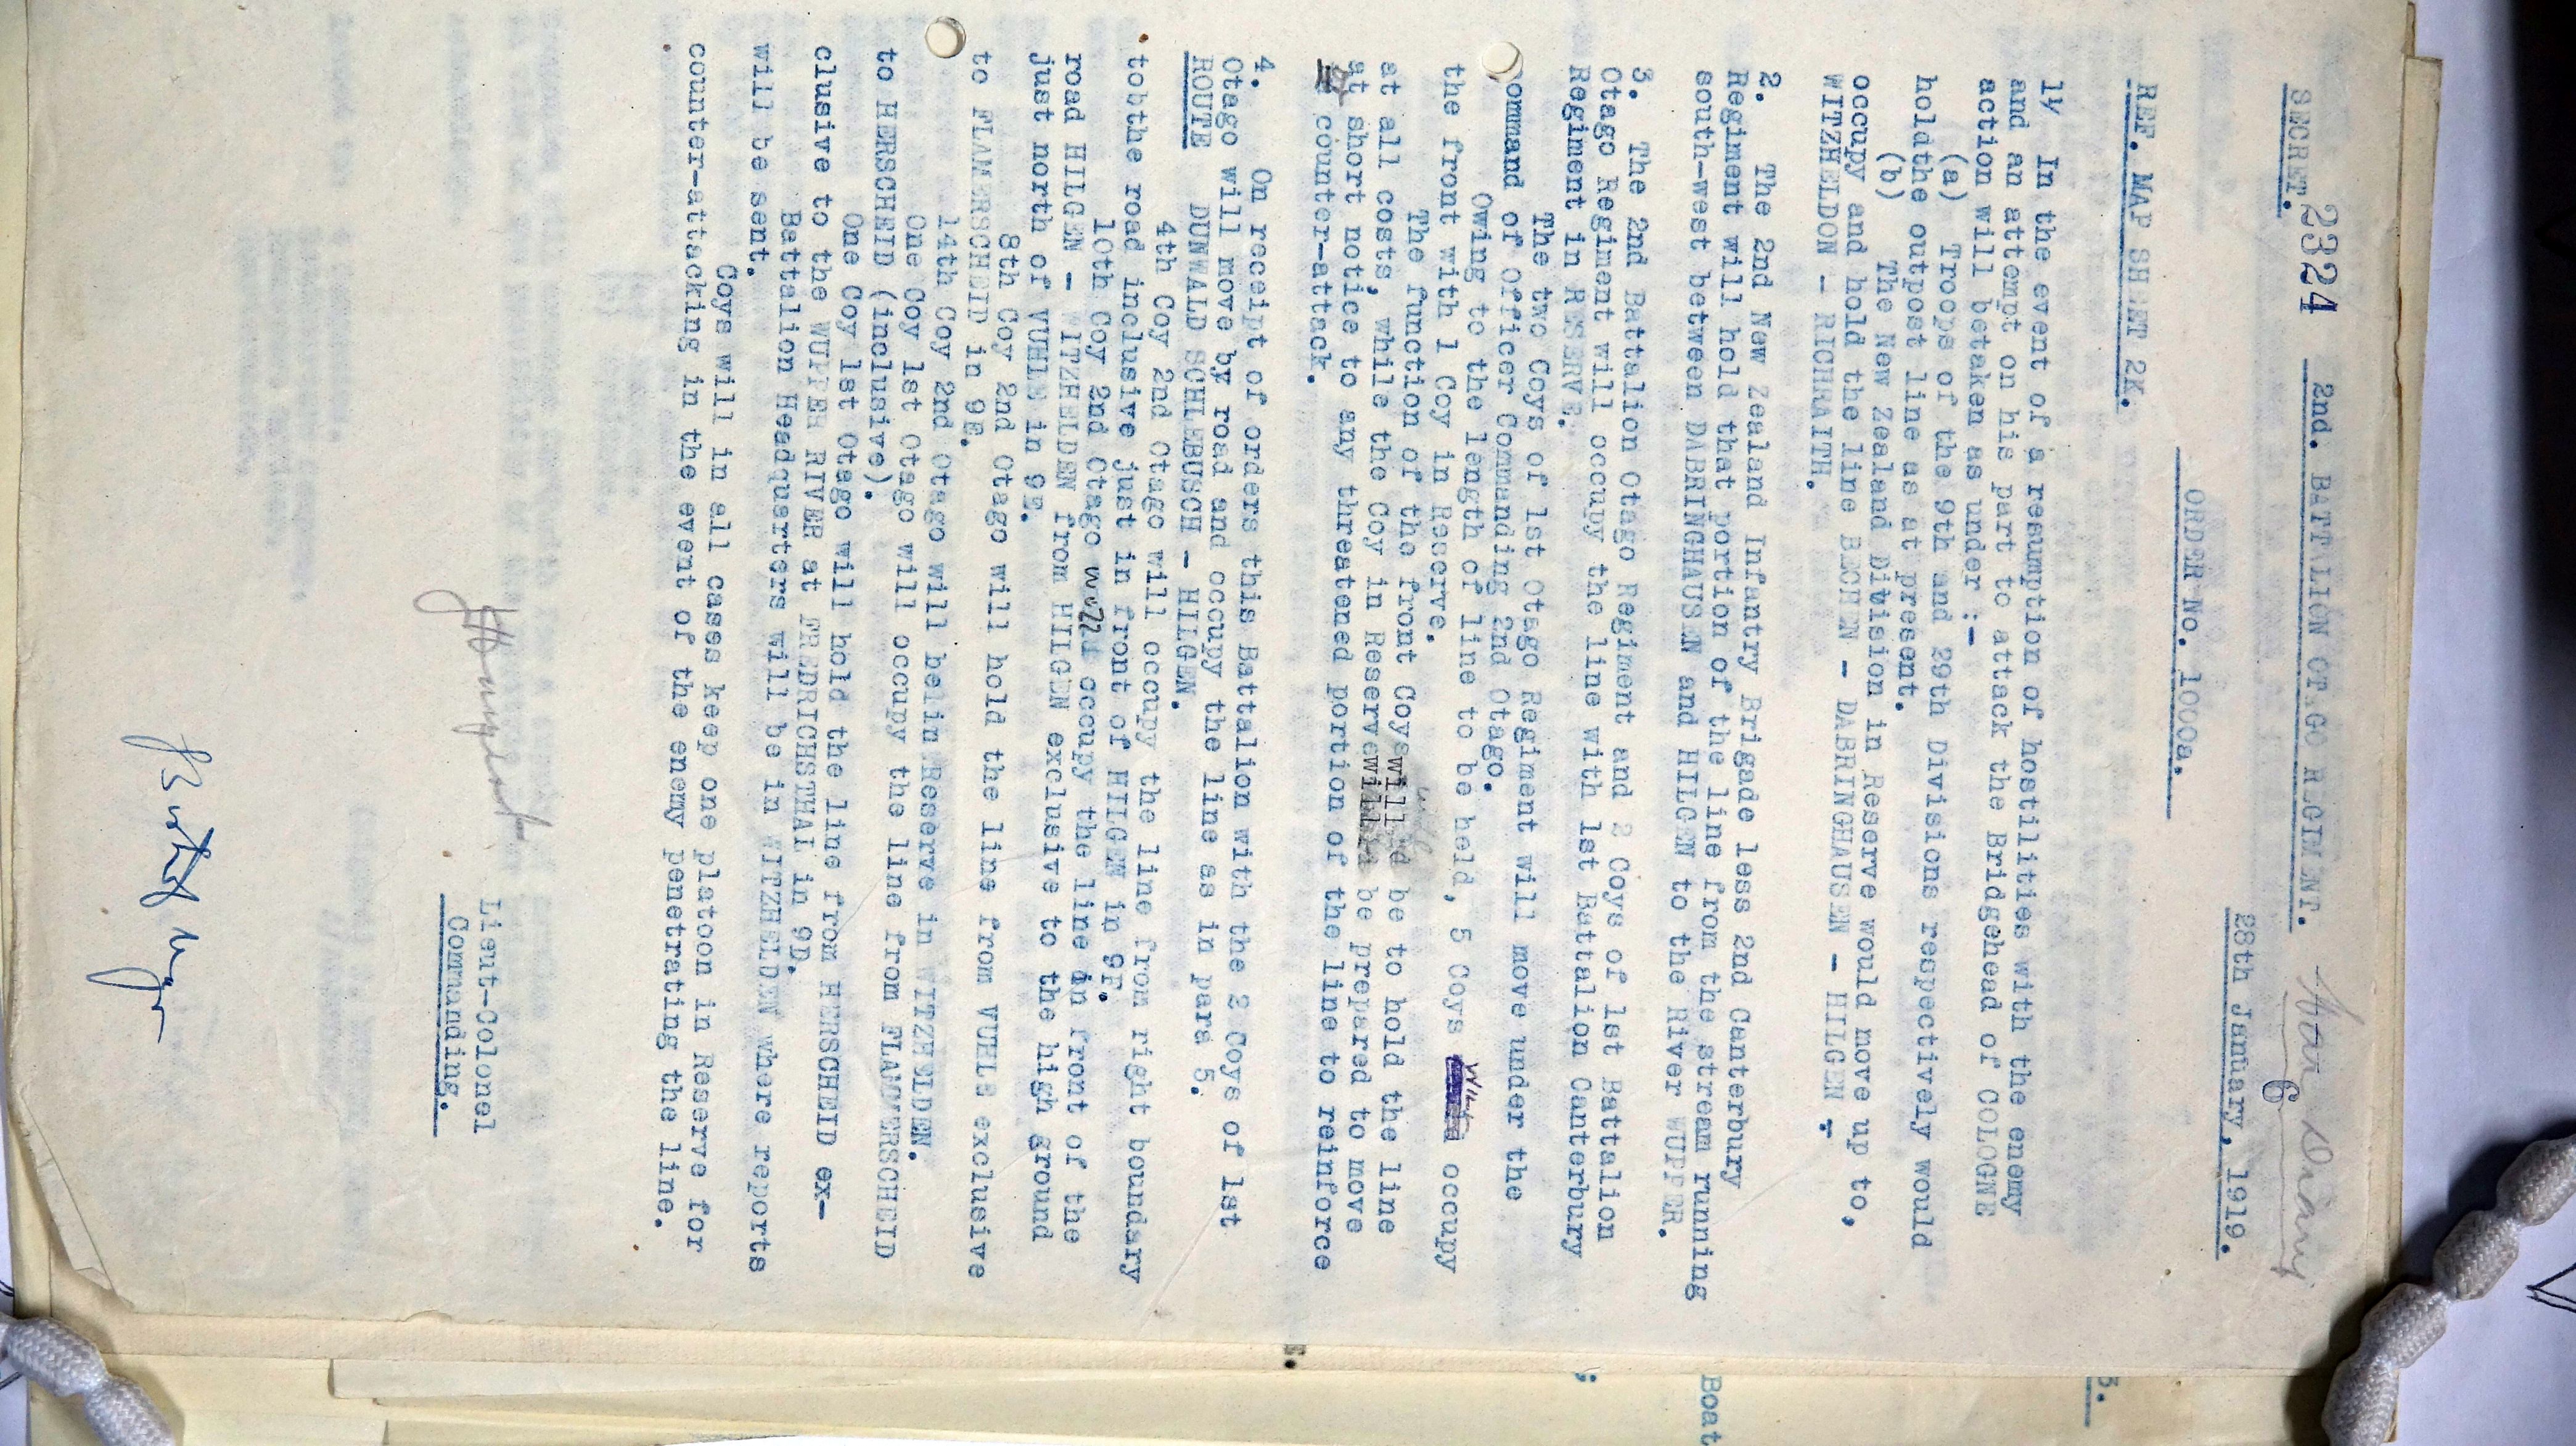 SECRET. 2324 2nd. BATTALION OTAGO REGIMENT. War Diary
6
28th January, 1919.
ORDER No. 1000a.
REF. MAP SHEET 2K.
1/ In the event of a resumption of hostilities with the enemy
and an attempt on his part to attack the Bridgehead of COLOGNE
action will betaken as under :-
(a) Troops of the 9th and 29th Divisions respectively would
holdthe outpost line as at present.
(b) The New Zealand Division in Reserve would move up to,
occupy and hold the line BECHEN - DABRINGHAUSEN - HILGEN -
WITZHELDON - RICHRAITH.
2. The 2nd New Zealand Infantry Brigade less 2nd Canterbury
Regiment will hold that portion of the line from the stream running
south-west between DABRINGHAUSEN and HILGEN to the River WUPPER.
3. The 2nd Battalion Otago Regiment and 2 Coys of 1st Battalion
Otago Regiment will occupy the line with 1st Battalion Canterbury
Regiment in RESERVE.
The two Coys of 1st Otago Regiment will move under the
command of Officer Commanding 2nd Otago.
Owing to the length of line to be held, 5 Coys will occupy
the front with 1 Coy in Reserve.
The function of the front Coys will be to hold the line
at all costs, while the Coy in Reserve will be prepared to move
at short notice to any threatened portion of the line to reinforce
counter-attack.
4. On receipt of orders this Battalion with the 2 Coys of 1st
Otago will move by road and occupy the line as in para 5.
ROUTE DUNWALD SCHLEBUSCH - HILGEN.
4th Coy 2nd Otago will occupy the line from right boundary
tobthe road inclusive just in front of HILGEN in 9F.
10th Coy 2nd Otago will occupy the line in front of the
road HILGEN - WITZHELDEN from HILGEN exclusive to the high ground
just north of VUHLE in 9E.
8th Coy 2nd Otago will hold the line from VUHLE exclusive
to FLAMERSCHEID in 9E.
14th Coy 2nd Otago will bein Reserve in WITZHELDEN.
One Coy 1st Otago will occupy the line from FLAMMERSCHEID
to HERSCHEID (inclusive).
One Coy 1st Otago will hold the line from HERSCHEID ex-
clusive to the WUPPER RIVER at FREDRICHSTHAL in 9D.
Battalion Headquarters will be in WITZHELDEN where reports
will be sent.
Coys will in all cases keep one platoon in Reserve for
counter-attacking in the event of the enemy penetrating the line.
Lieut-Colonel
Commanding.
3.
Boat
;
E.